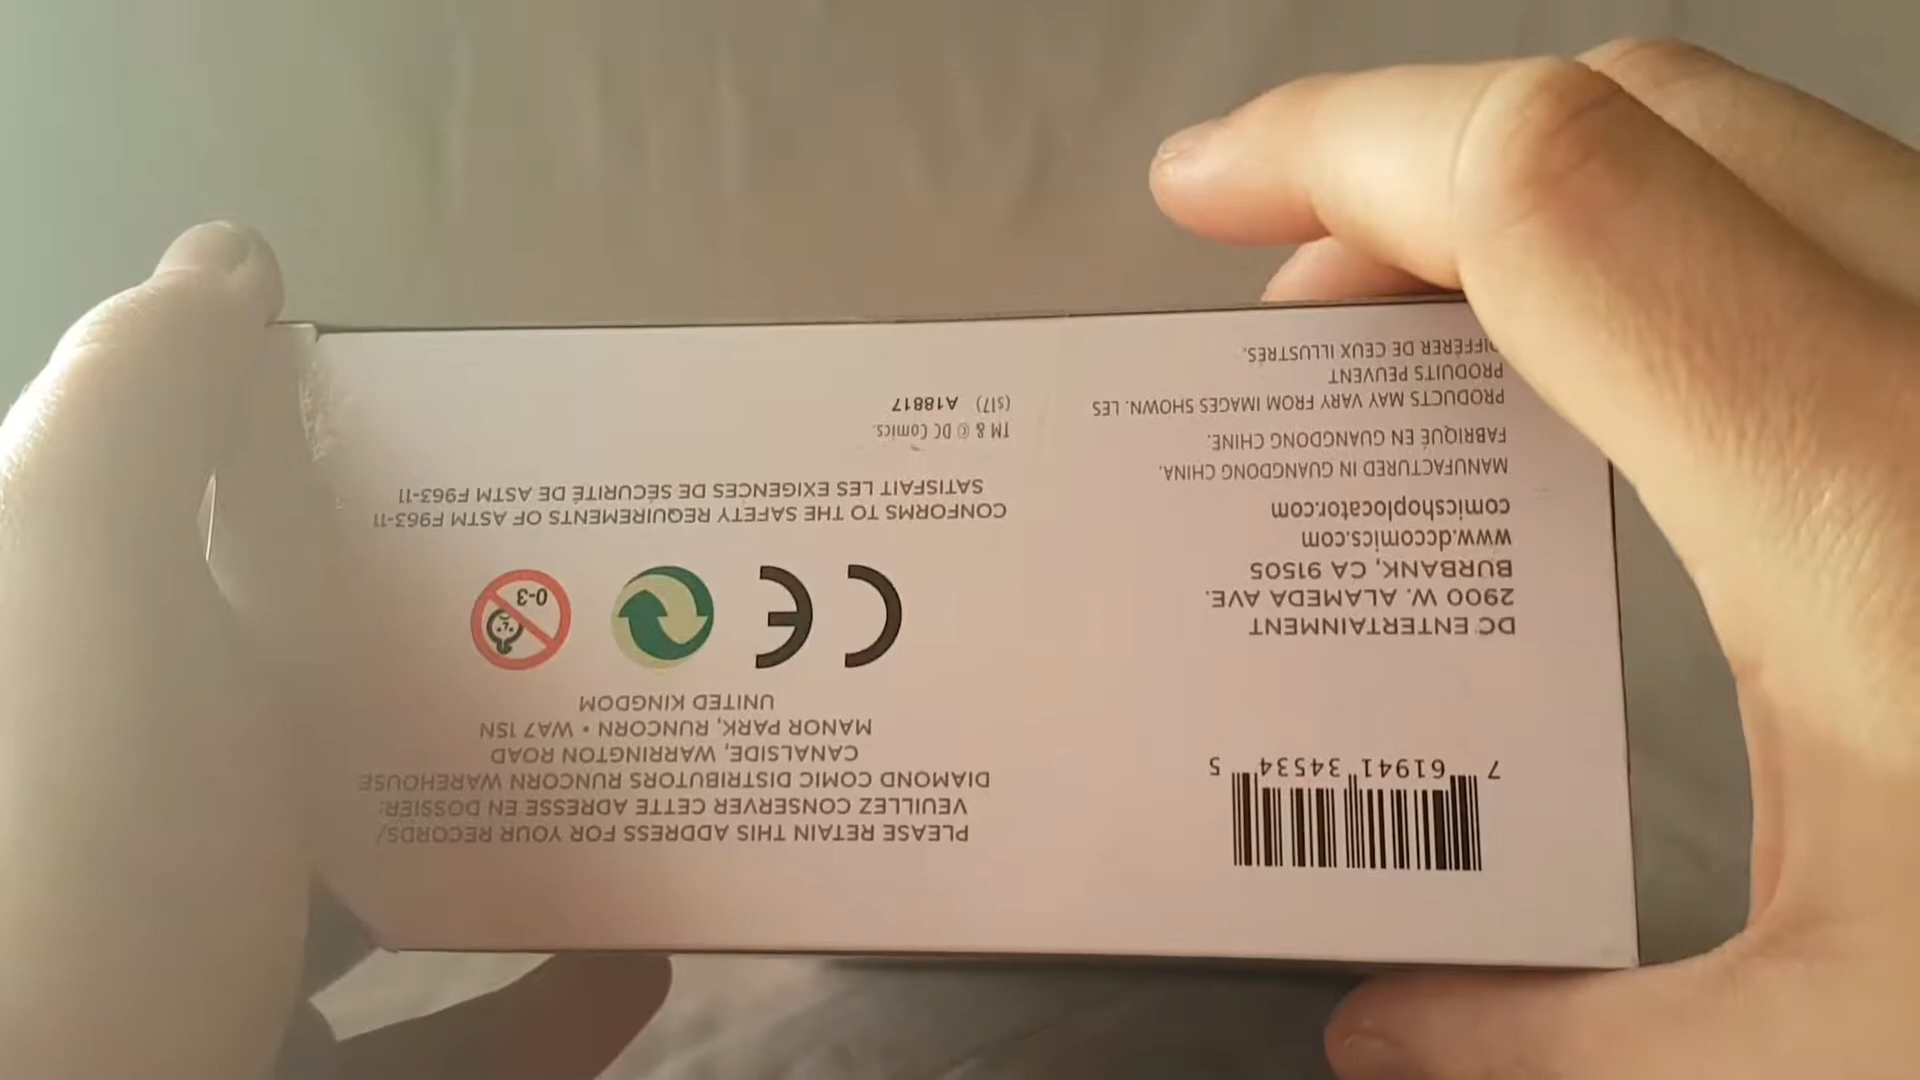 7 61941 34534 5
DC ENTERTAINMENT
2900 W. ALAMEDA AVE.
BURBANK, CA 91505
www.dccomics.com
comicshoplocator.com
MANUFACTURED IN GUANGDONG CHINA.
FABRIQUÉ EN GUANGDONG CHINE.
PRODUCTS MAY VARY FROM IMAGES SHOWN. LES
PRODUITS PEUVENT
DIFFÉRER DE CEUX ILLUSTRÉS.
PLEASE RETAIN THIS ADDRESS FOR YOUR RECORDS/
VEUILLEZ CONSERVER CETTE ADRESSE EN DOSSIER:
DIAMOND COMIC DISTRIBUTORS RUNCORN WAREHOUSE
CANALSIDE, WARRINGTON ROAD
MANOR PARK, RUNCORN • WA7 1SN
UNITED KINGDOM
CE
0-3
CONFORMS TO THE SAFETY REQUIREMENTS OF ASTM F963-11
SATISFAIT LES EXIGENCES DE SÉCURITÉ DE ASTM F963-11
TM & © DC Comics.
(s17) A18817